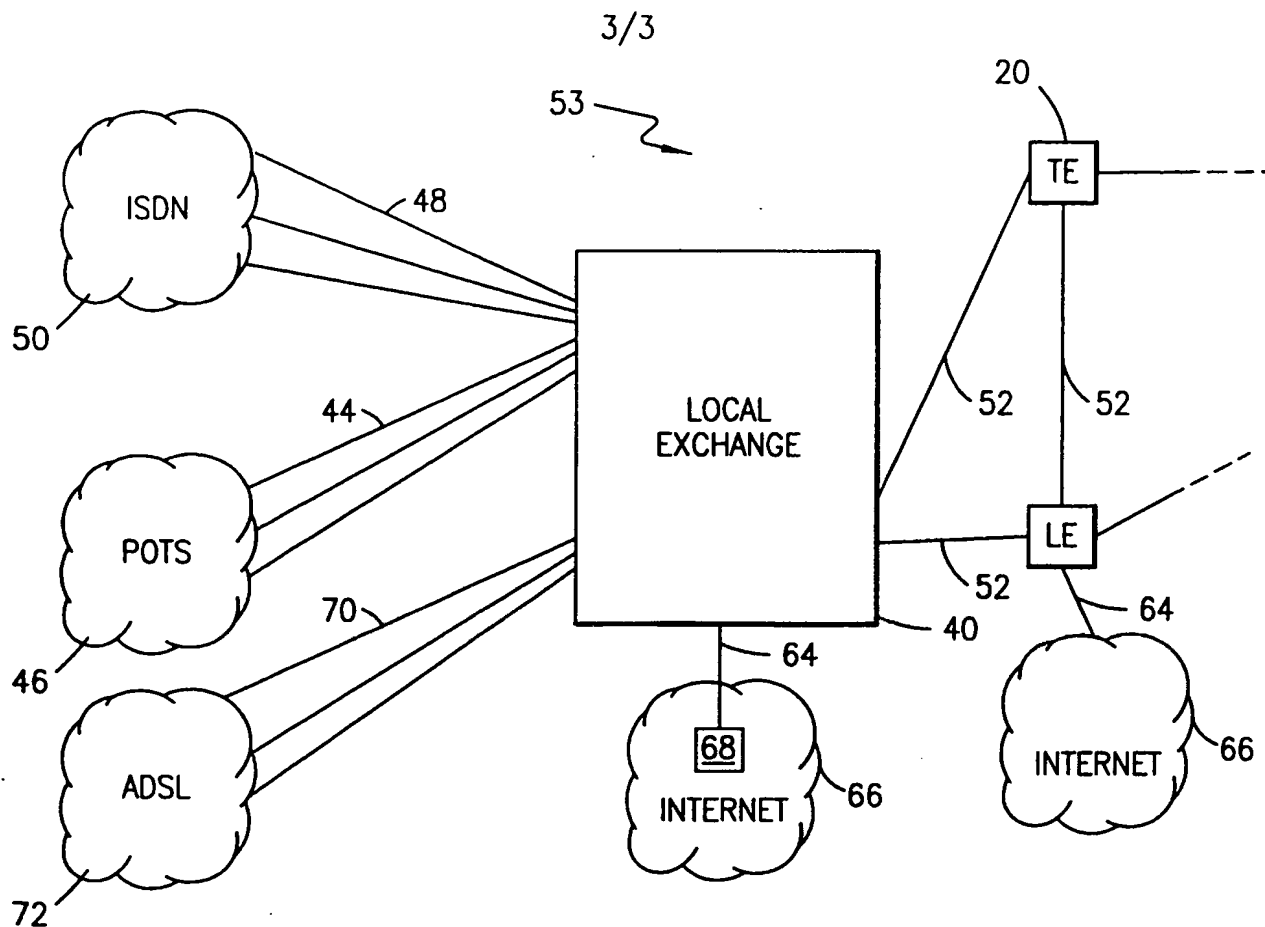 3/3
20
53
TE
ISDN
48
50
44
LOCAL
EXCHANGE
52
52
POTS
LE
52
70
64
40
64
46
68
66
ADSL
INTERNET
66
INTERNET
72